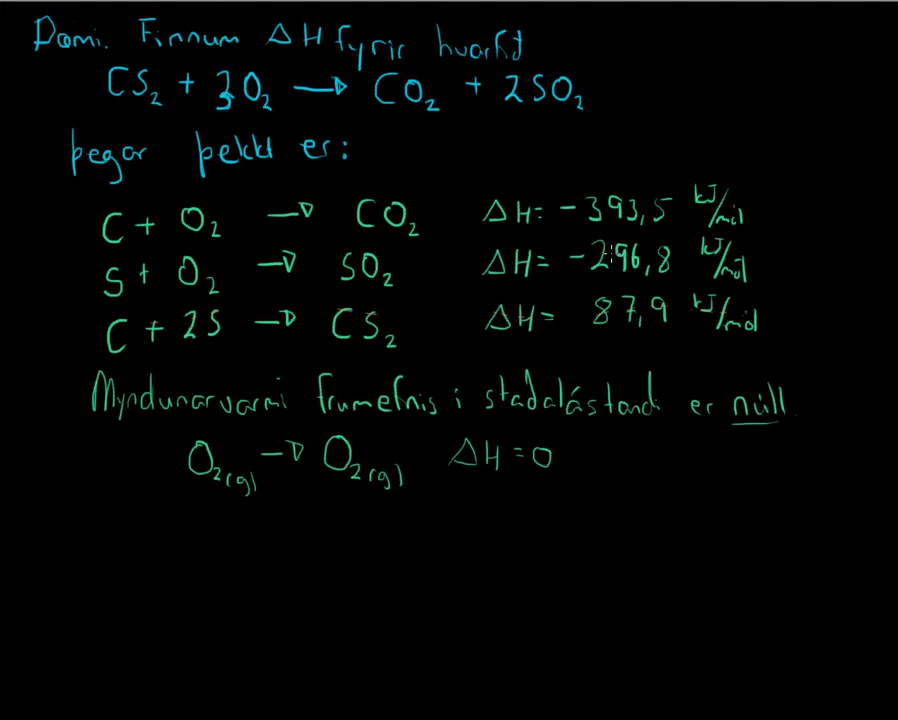 Dæmi. Finnum ΔH fyrir hvarfið
CS₂ + 3O₂ → CO₂ + 2SO₂
þegar þekkt er:
C + O₂ → CO₂ ΔH = -393,5 kJ/mól
S + O₂ → SO₂ ΔH = -296,8 kJ/mól
C + 2S → CS₂ ΔH = 87,9 kJ/mól
Myndunarvarmi frumefnis í staðalástandi er núll.
O₂(g) → O₂(g) ΔH = 0